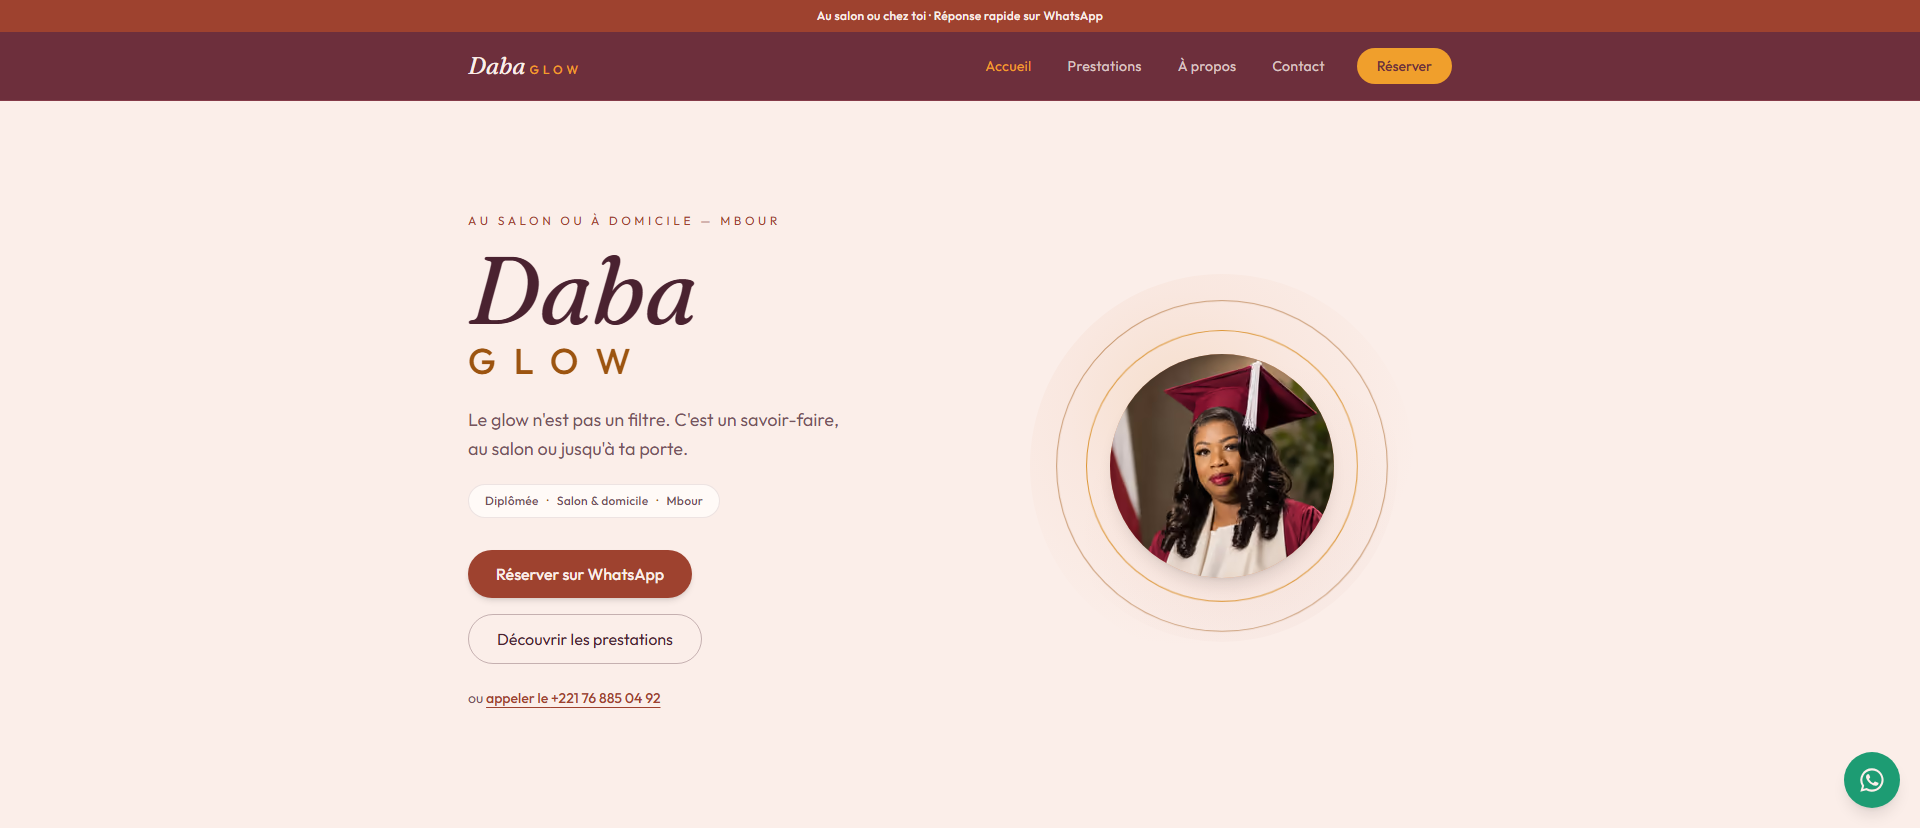 Au salon ou chez toi · Réponse rapide sur WhatsApp
Daba GLOW
Accueil
Prestations
À propos
Contact
Réserver
AU SALON OU À DOMICILE — MBOUR
Daba
GLOW
Le glow n'est pas un filtre. C'est un savoir-faire,
au salon ou jusqu'à ta porte.
Diplômée · Salon & domicile · Mbour
Réserver sur WhatsApp
Découvrir les prestations
ou appeler le +221 76 885 04 92